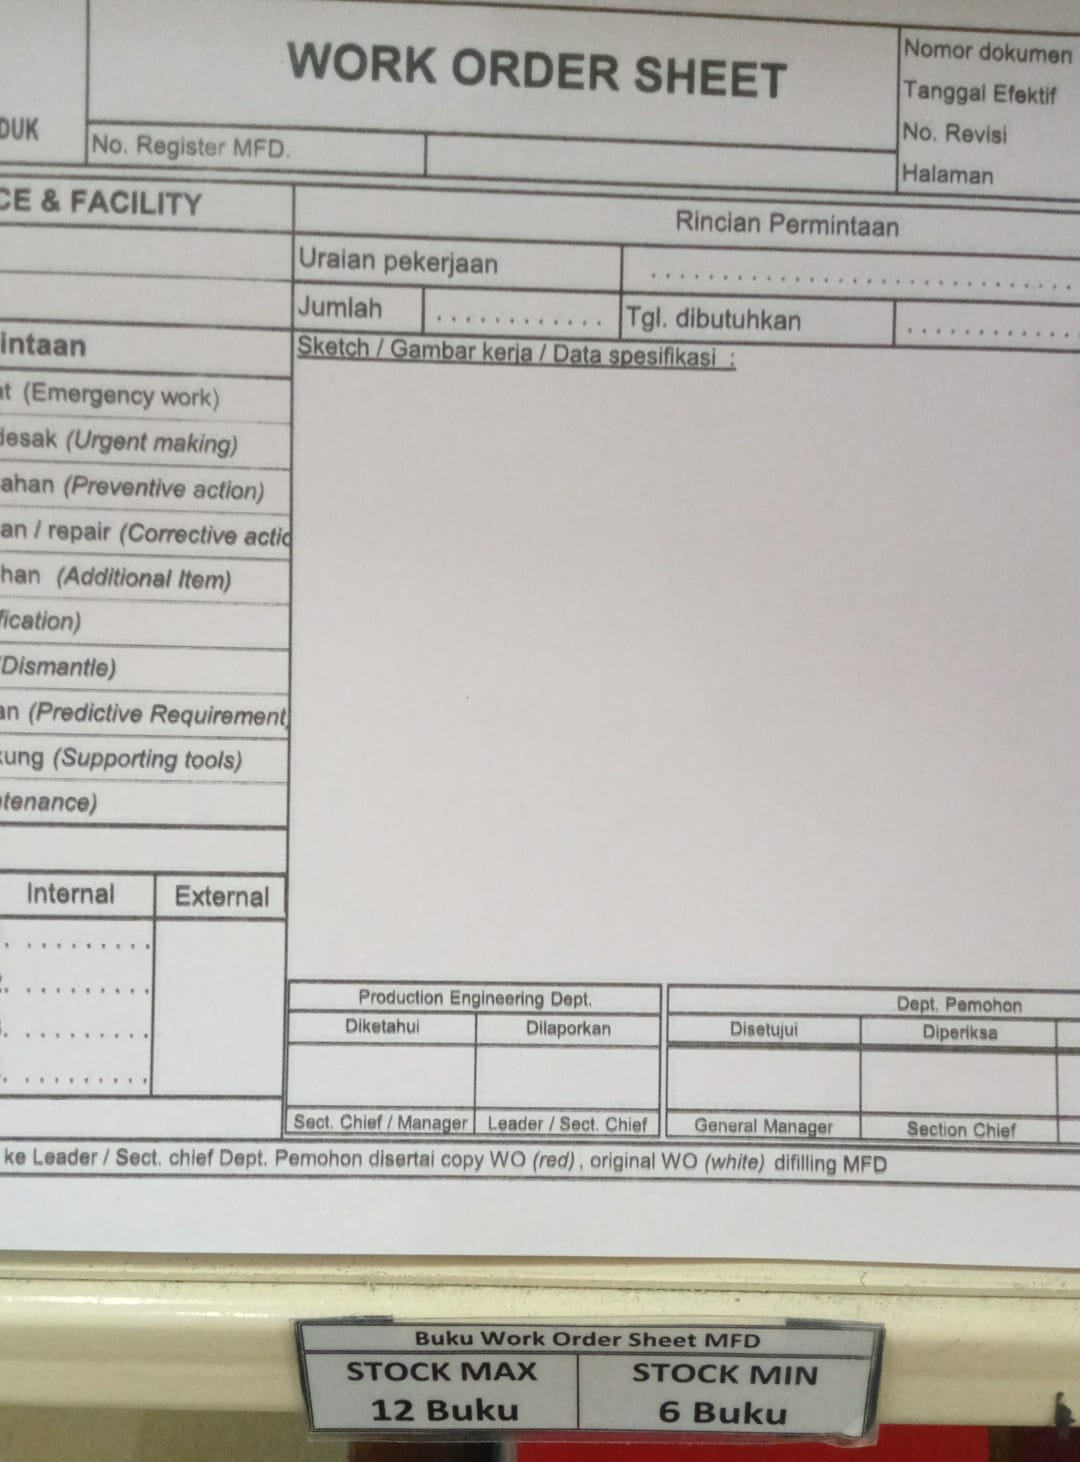 WORK ORDER SHEET
Nomor dokumen
Tanggal Efektif
No. Revisi
Halaman
DUK
No. Register MFD.
CE & FACILITY
Rincian Permintaan
Uraian pekerjaan ..............................
Jumlah ............ Tgl. dibutuhkan ............
intaan
Sketch / Gambar kerja / Data spesifikasi :
at (Emergency work)
desak (Urgent making)
ahan (Preventive action)
an / repair (Corrective actio
han (Additional Item)
fication)
(Dismantle)
an (Predictive Requirement)
kung (Supporting tools)
tenance)
Internal External
Production Engineering Dept.
Dept. Pemohon
Diketahui Dilaporkan Disetujui Diperiksa
Sect. Chief / Manager Leader / Sect. Chief General Manager Section Chief
ke Leader / Sect. chief Dept. Pemohon disertai copy WO (red), original WO (white) difilling MFD
Buku Work Order Sheet MFD
STOCK MAX STOCK MIN
12 Buku 6 Buku